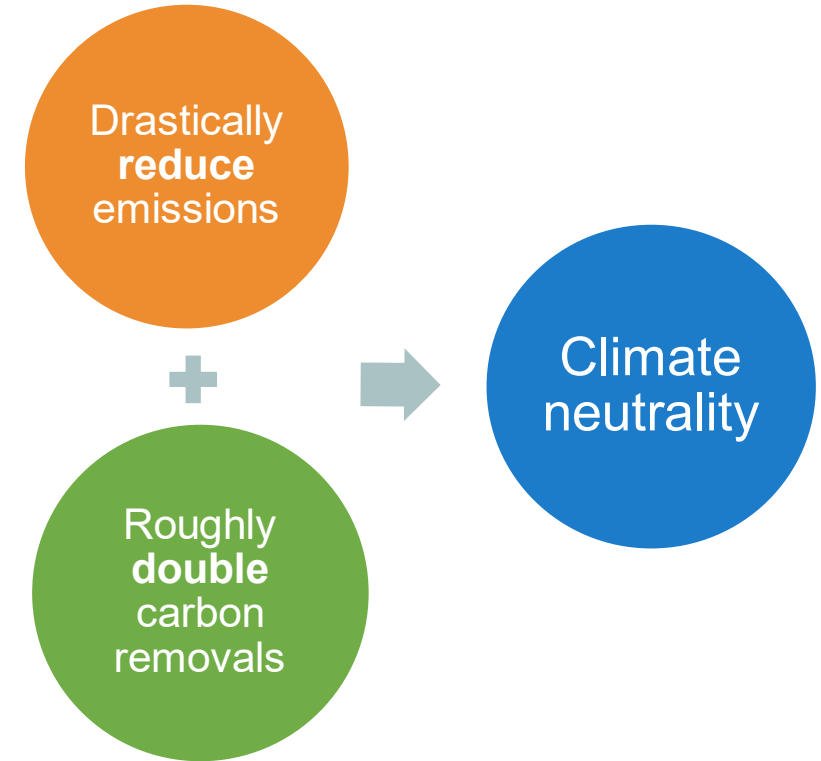 Drastically
reduce
emissions
Roughly
double
carbon
removals
Climate
neutrality